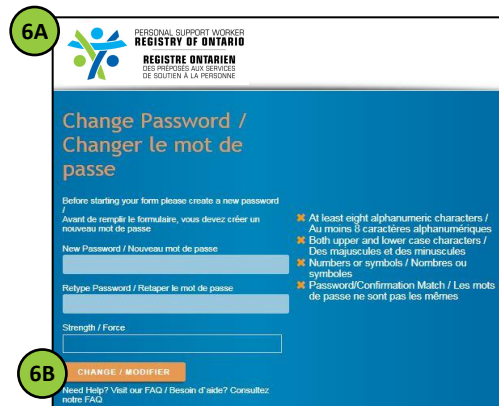 6A
PERSONAL SUPPORT WORKER
REGISTRY OF ONTARIO
REGISTRE ONTARIEN
DES PRÉPOSÉS AUX SERVICES
DE SOUTIEN À LA PERSONNE
Change Password /
Changer le mot de
passe
Before starting your form please create a new password
/
Avant de remplir le formulaire, vous devez créer un
nouveau mot de passe
New Password / Nouveau mot de passe
Retype Password / Retaper le mot de passe
Strength / Force
6B
CHANGE / MODIFIER
Need Help? Visit our FAQ / Besoin d'aide? Consultez
notre FAQ
At least eight alphanumeric characters /
Au moins 8 caractères alphanumériques
Both upper and lower case characters /
Des majuscules et des minuscules
Numbers or symbols / Nombres ou
symboles
Password/Confirmation Match / Les mots
de passe ne sont pas les mêmes